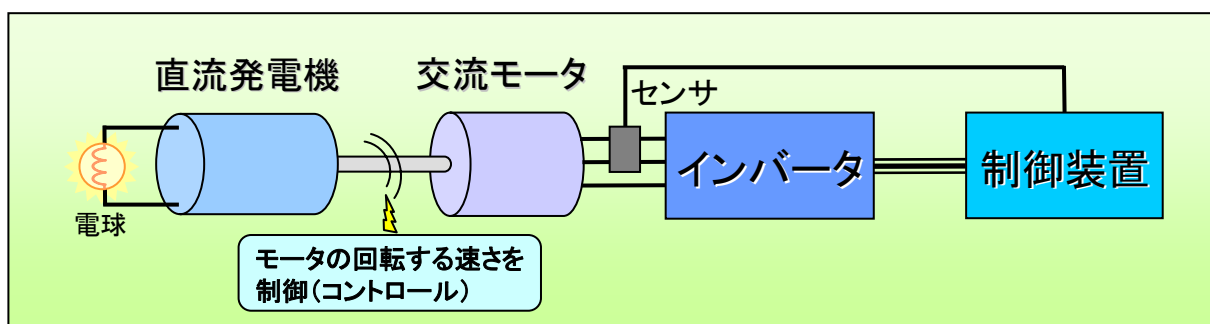 直流発電機
交流モータ
センサ
インバータ
制御装置
電球
モータの回転する速さを
制御(コントロール)